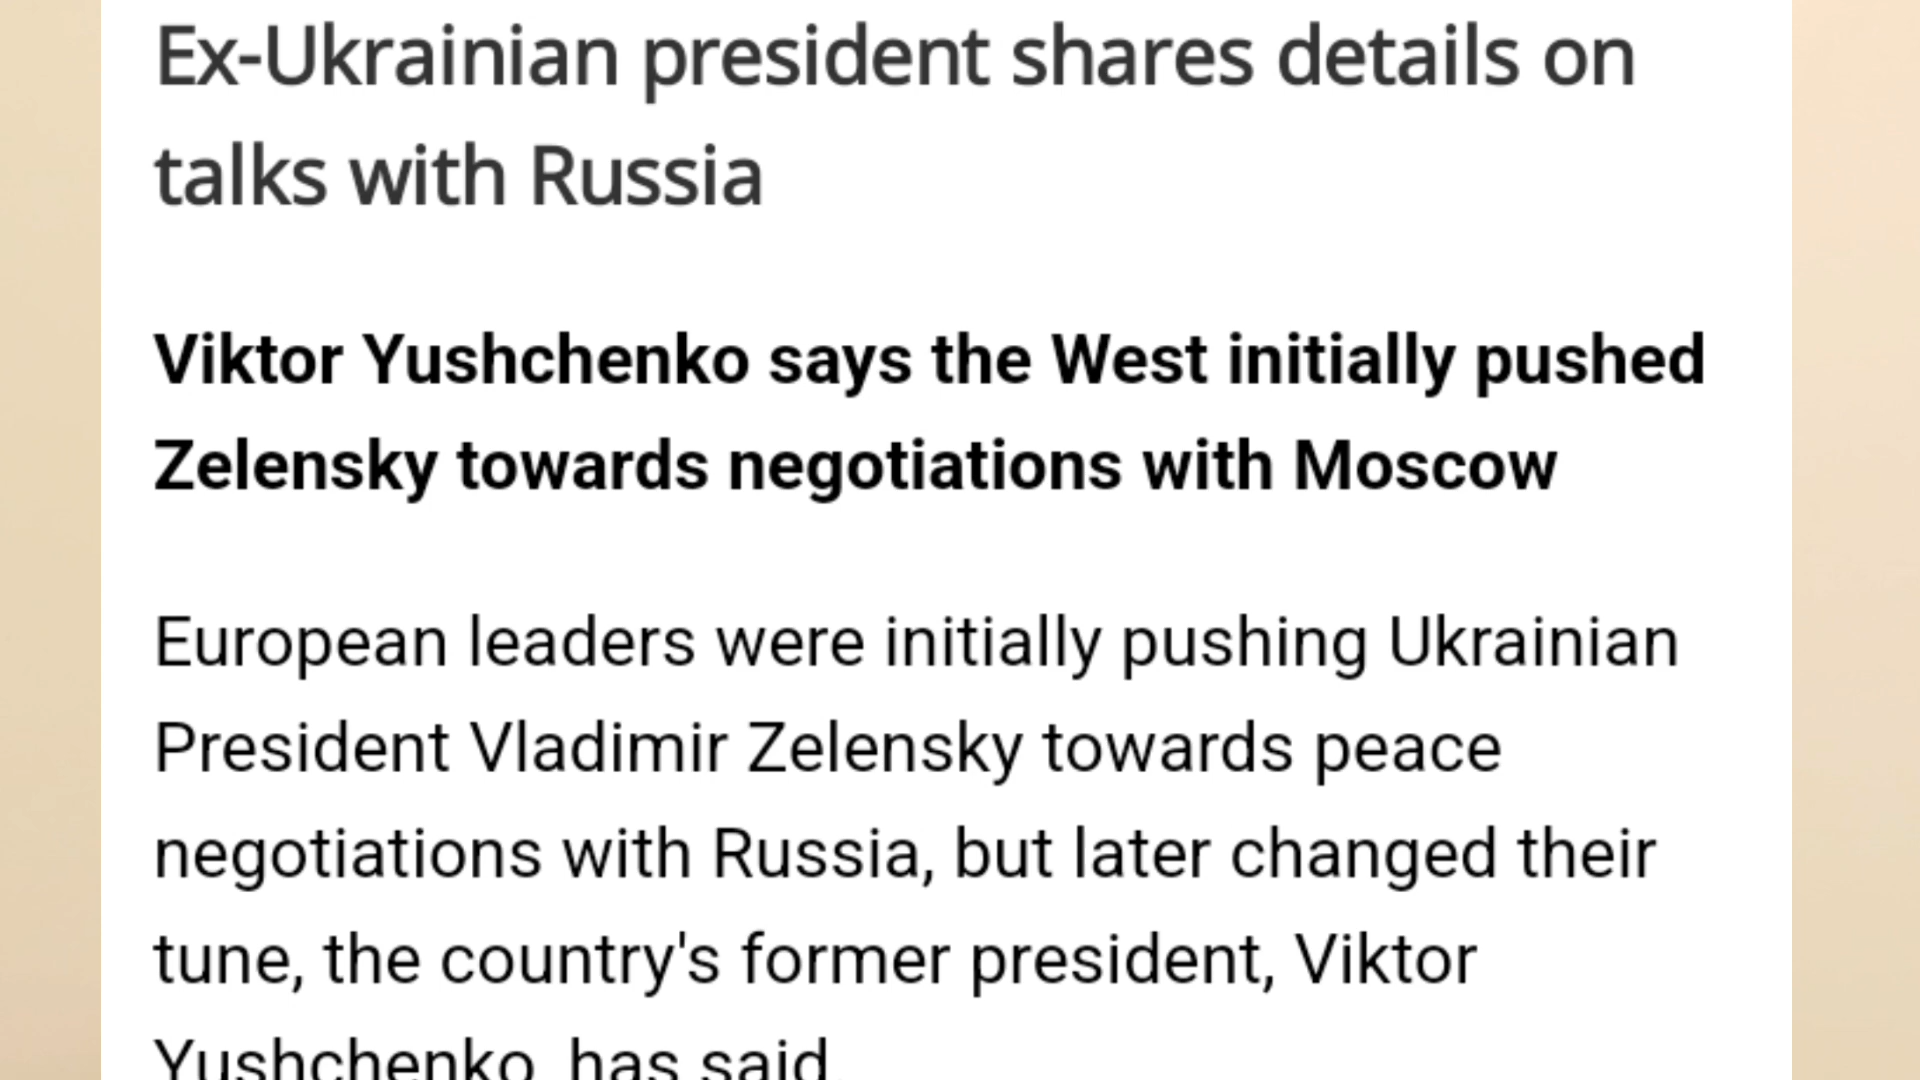 Ex-Ukrainian president shares details on
talks with Russia
Viktor Yushchenko says the West initially pushed
Zelensky towards negotiations with Moscow
European leaders were initially pushing Ukrainian
President Vladimir Zelensky towards peace
negotiations with Russia, but later changed their
tune, the country's former president, Viktor
Yushchenko, has said.